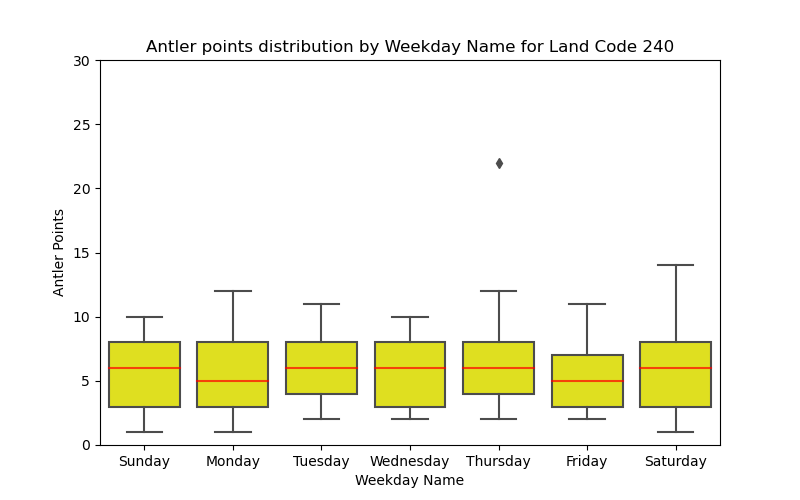 Antler points distribution by Weekday Name for Land Code 240
30
25
20
15
10
5
0
Antler Points
Sunday Monday Tuesday Wednesday Thursday Friday Saturday
Weekday Name